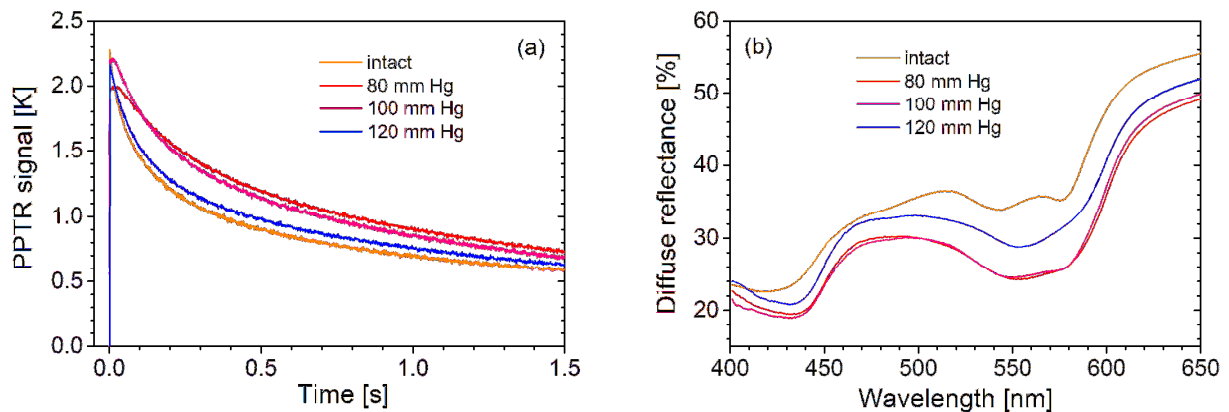 (a)
intact
80 mm Hg
100 mm Hg
120 mm Hg
PPTR signal [K]
2.5
2.0
1.5
1.0
0.5
0.0
0.0 0.5 1.0 1.5
Time [s]
(b)
intact
80 mm Hg
100 mm Hg
120 mm Hg
Diffuse reflectance [%]
60
50
40
30
20
400 450 500 550 600 650
Wavelength [nm]